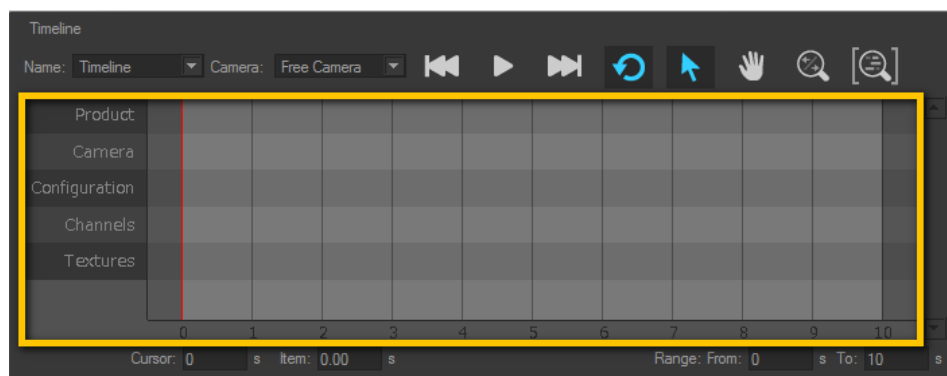 Timeline
Name: Timeline Camera: Free Camera
Product
Camera
Configuration
Channels
Textures
0 1 2 3 4 5 6 7 8 9 10
Cursor: 0 s Item: 0.00 s Range: From: 0 s To: 10 s